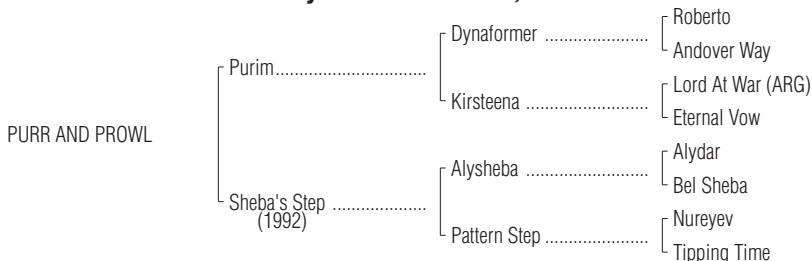 Roberto
Dynaformer ..............................
Andover Way
Purim................................
Lord At War (ARG)
Kirsteena ...............................
Eternal Vow
PURR AND PROWL
Alydar
Alysheba ................................
Bel Sheba
Sheba's Step ....................
(1992)
Nureyev
Pattern Step ..........................
Tipping Time